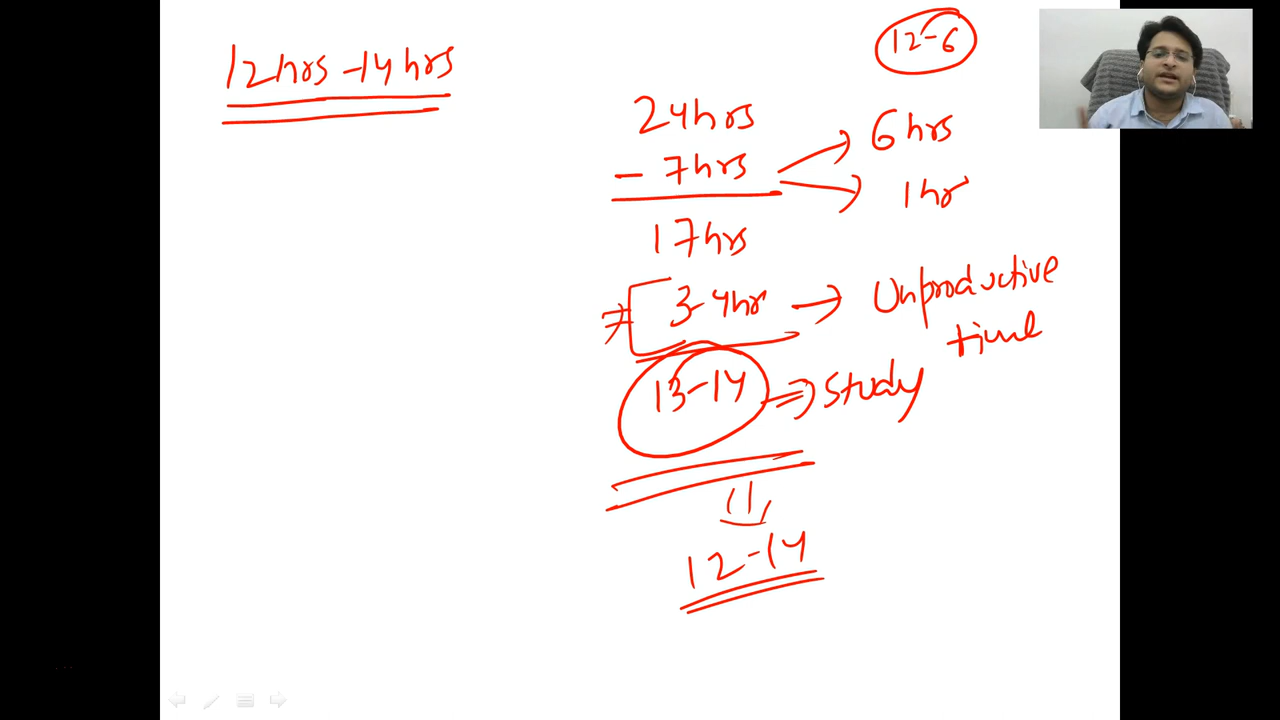 12hrs -14hrs
12-6
24hrs
- 7hrs
6hrs
1hr
17hrs
3-4hr → Unproductive
time
13-14 ⇒ Study
12-14